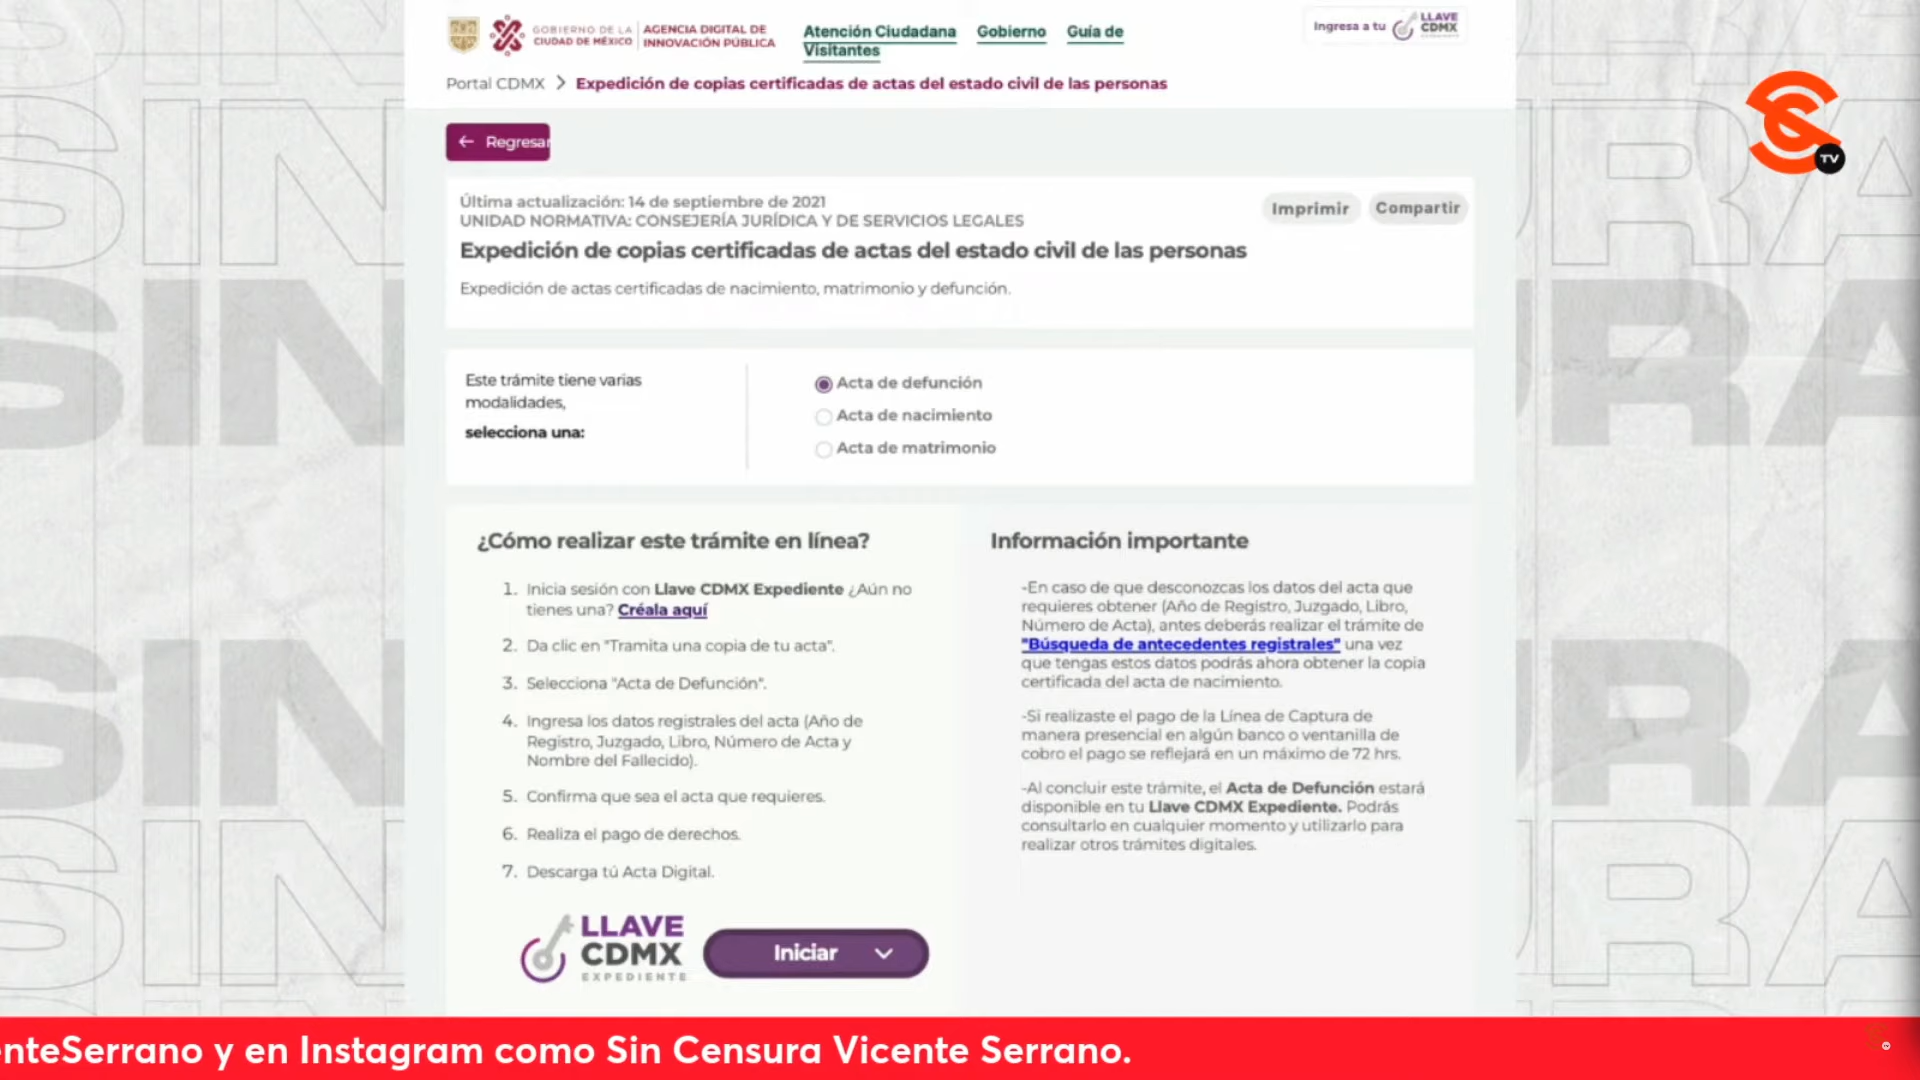 GOBIERNO DE LA
CIUDAD DE MÉXICO
AGENCIA DIGITAL DE
INNOVACIÓN PÚBLICA
Atención Ciudadana Gobierno Guía de
Visitantes
Ingresa a tu LLAVE
CDMX
Portal CDMX > Expedición de copias certificadas de actas del estado civil de las personas
← Regresar
TV
Última actualización: 14 de septiembre de 2021
UNIDAD NORMATIVA: CONSEJERÍA JURÍDICA Y DE SERVICIOS LEGALES
Imprimir Compartir
Expedición de copias certificadas de actas del estado civil de las personas
Expedición de actas certificadas de nacimiento, matrimonio y defunción.
Este trámite tiene varias
modalidades,
selecciona una:
Acta de defunción
Acta de nacimiento
Acta de matrimonio
¿Cómo realizar este trámite en línea?
1. Inicia sesión con Llave CDMX Expediente ¿Aún no
tienes una? Créala aquí
2. Da clic en "Tramita una copia de tu acta".
3. Selecciona "Acta de Defunción".
4. Ingresa los datos registrales del acta (Año de
Registro, Juzgado, Libro, Número de Acta y
Nombre del Fallecido).
5. Confirma que sea el acta que requieres.
6. Realiza el pago de derechos.
7. Descarga tú Acta Digital.
LLAVE
CDMX
EXPEDIENTE
Iniciar
Información importante
-En caso de que desconozcas los datos del acta que
requieres obtener (Año de Registro, Juzgado, Libro,
Número de Acta), antes deberás realizar el trámite de
"Búsqueda de antecedentes registrales" una vez
que tengas estos datos podrás ahora obtener la copia
certificada del acta de nacimiento.
-Si realizaste el pago de la Línea de Captura de
manera presencial en algún banco o ventanilla de
cobro el pago se reflejará en un máximo de 72 hrs.
-Al concluir este trámite, el Acta de Defunción estará
disponible en tu Llave CDMX Expediente. Podrás
consultarlo en cualquier momento y utilizarlo para
realizar otros trámites digitales.
SIN
SIN
SIN
SIN
URA
URA
URA
URA
nteSerrano y en Instagram como Sin Censura Vicente Serrano.